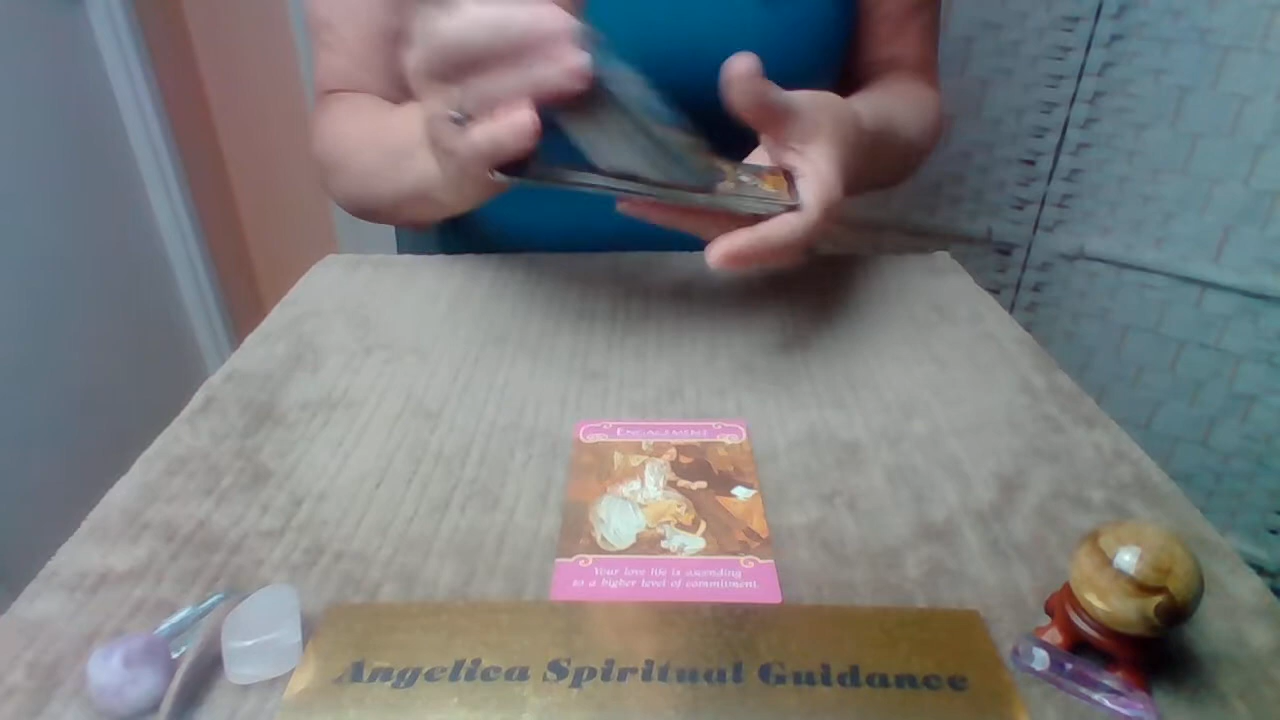 ENGAGEMENT
Your love life is ascending
to a higher level of commitment.
Angelica Spiritual Guidance